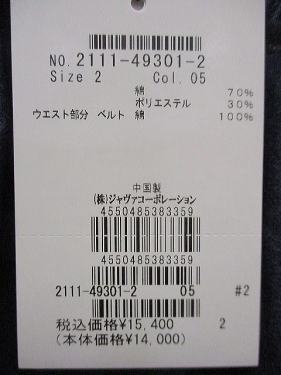 NO. 2111-49301-2
Size 2 Col. 05
綿 70%
ポリエステル 30%
ウエスト部分 ベルト 綿 100%
中国製
(株)ジャヴァコーポレーション
4550485383359
4550485383359
2111-49301-2 05 #2
税込価格¥15,400 2
(本体価格¥14,000)